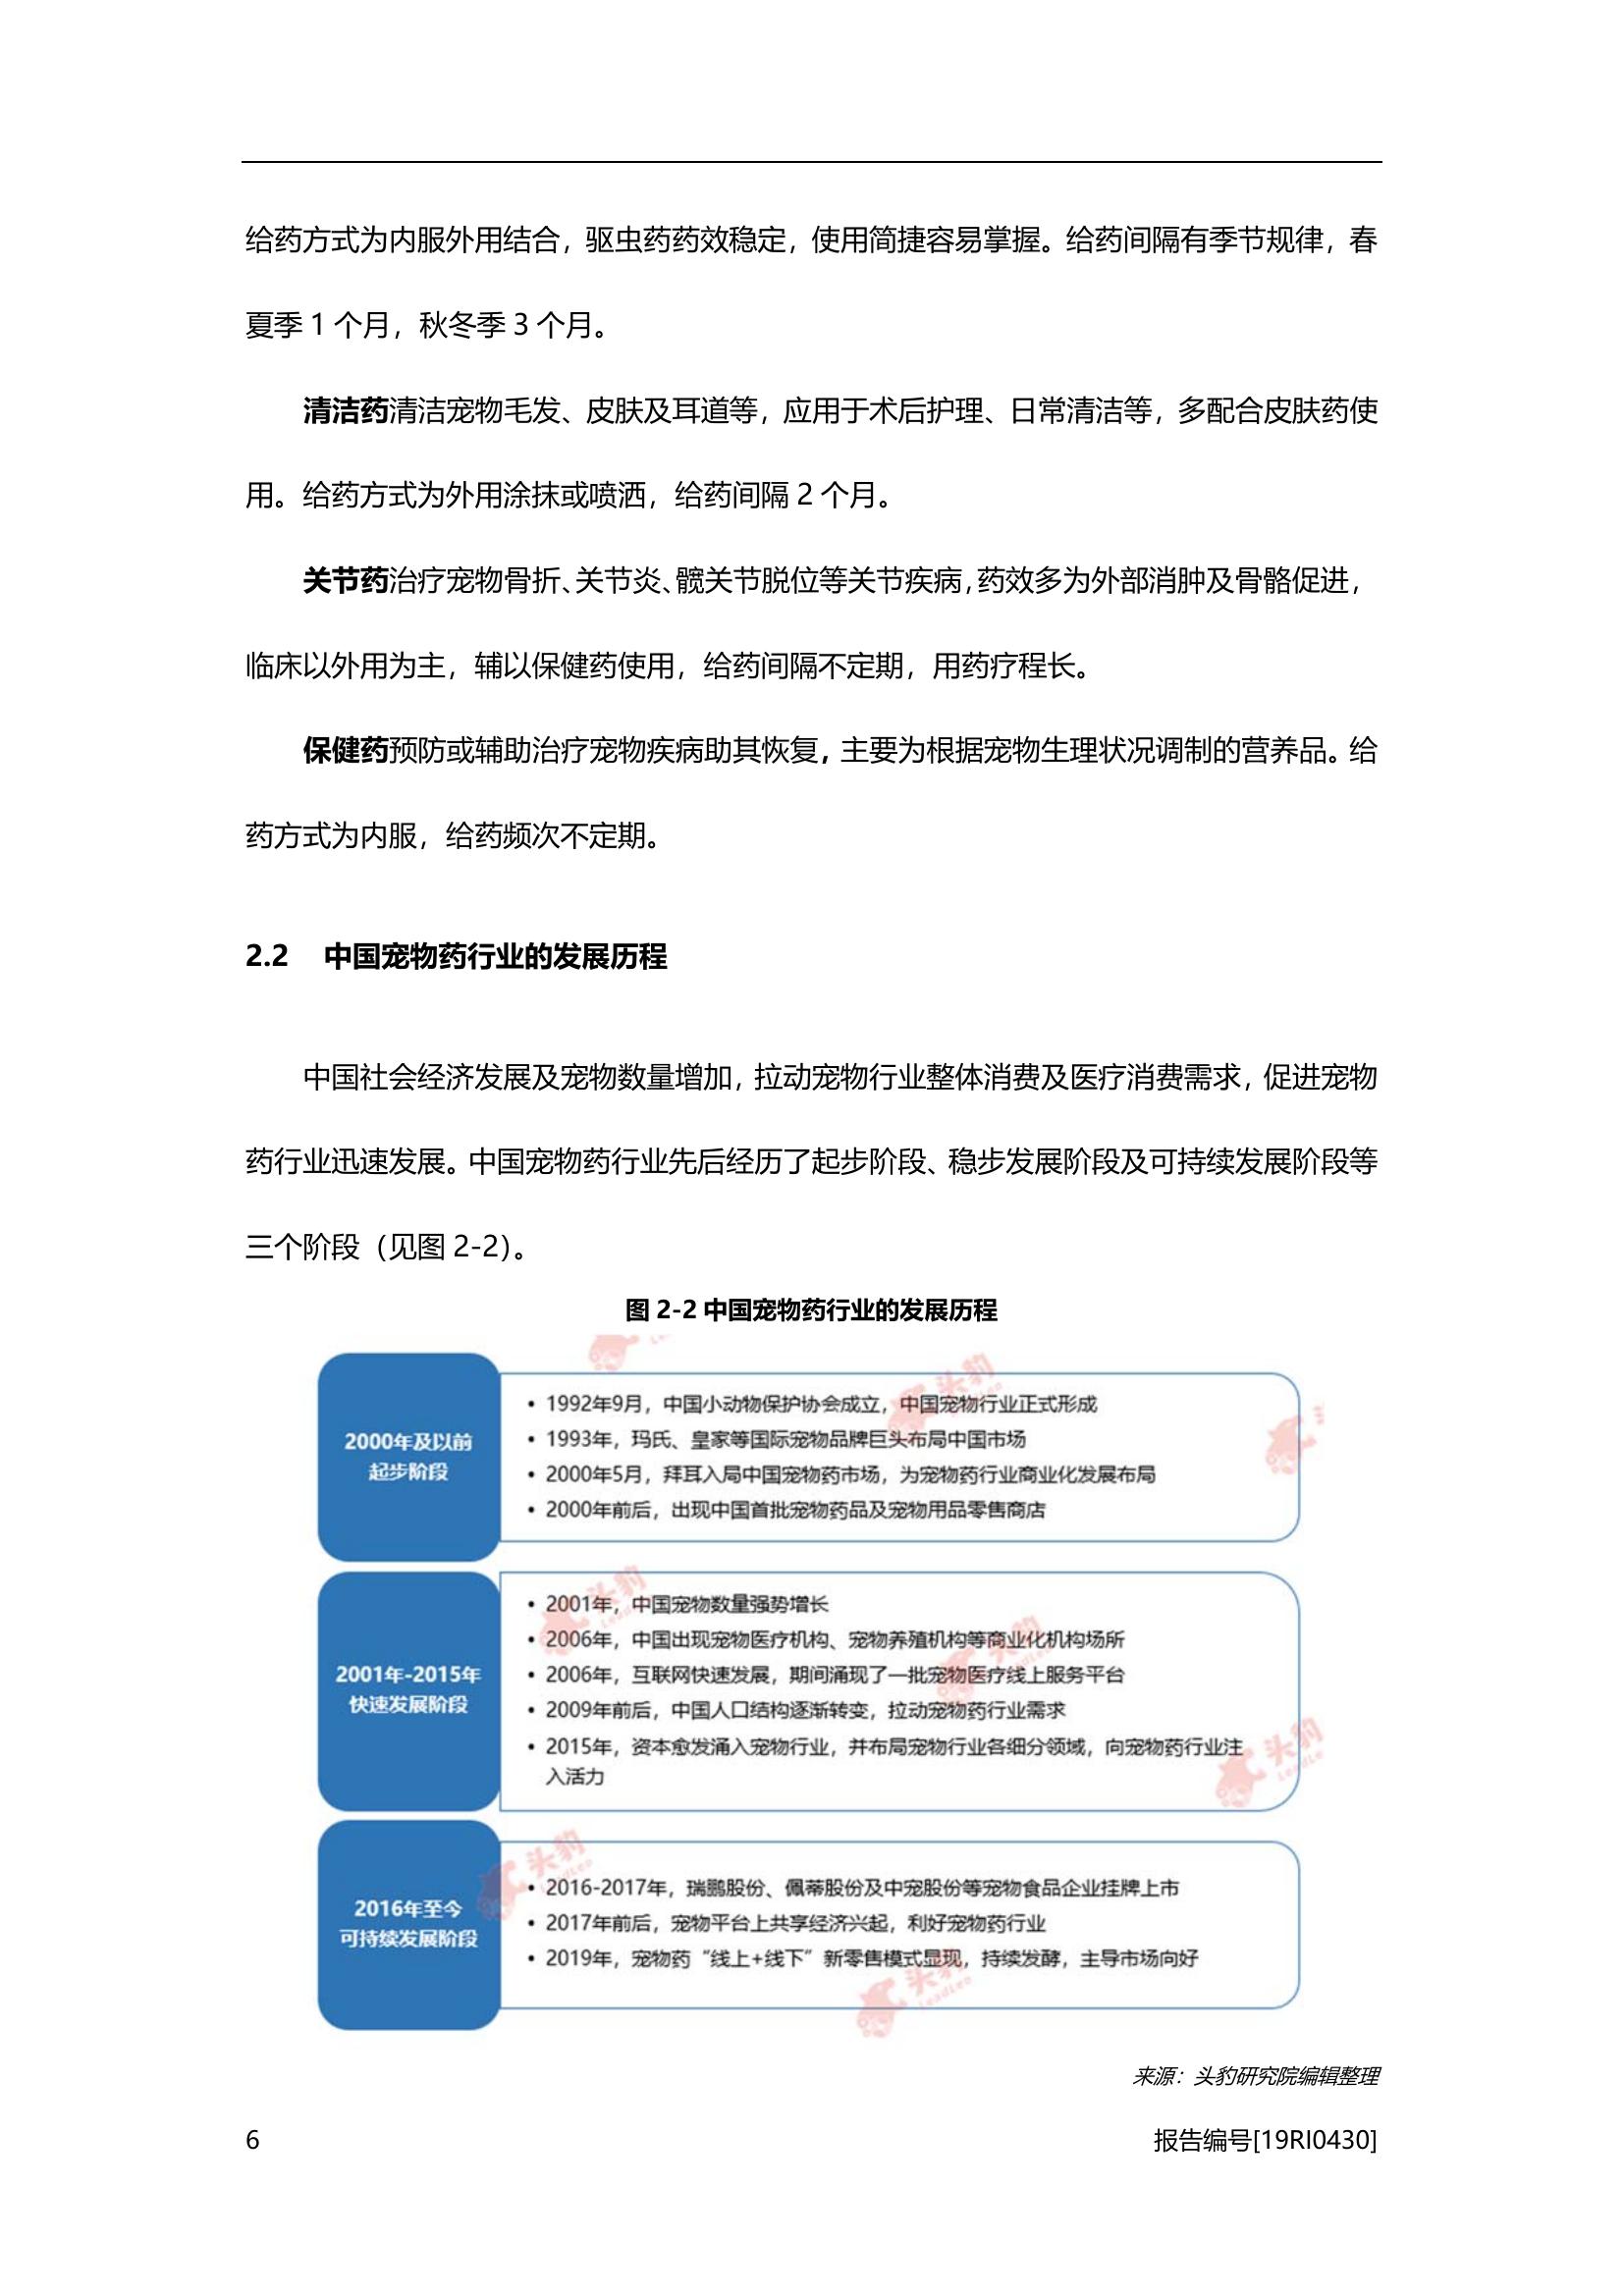 给药方式为内服外用结合，驱虫药药效稳定，使用简捷容易掌握。给药间隔有季节规律，春
夏季 1 个月，秋冬季 3 个月。
清洁药清洁宠物毛发、皮肤及耳道等，应用于术后护理、日常清洁等，多配合皮肤药使
用。给药方式为外用涂抹或喷洒，给药间隔 2 个月。
关节药治疗宠物骨折、关节炎、髋关节脱位等关节疾病，药效多为外部消肿及骨骼促进，
临床以外用为主，辅以保健药使用，给药间隔不定期，用药疗程长。
保健药预防或辅助治疗宠物疾病助其恢复，主要为根据宠物生理状况调制的营养品。给
药方式为内服，给药频次不定期。
2.2 中国宠物药行业的发展历程
中国社会经济发展及宠物数量增加，拉动宠物行业整体消费及医疗消费需求，促进宠物
药行业迅速发展。中国宠物药行业先后经历了起步阶段、稳步发展阶段及可持续发展阶段等
三个阶段（见图 2-2）。
图 2-2 中国宠物药行业的发展历程
2000年及以前
起步阶段
• 1992年9月，中国小动物保护协会成立，中国宠物行业正式形成
• 1993年，玛氏、皇家等国际宠物品牌巨头布局中国市场
• 2000年5月，拜耳入局中国宠物药市场，为宠物药行业商业化发展布局
• 2000年前后，出现中国首批宠物药品及宠物用品零售商店
2001年-2015年
快速发展阶段
• 2001年，中国宠物数量强势增长
• 2006年，中国出现宠物医疗机构、宠物养殖机构等商业化机构场所
• 2006年，互联网快速发展，期间涌现了一批宠物医疗线上服务平台
• 2009年前后，中国人口结构逐渐转变，拉动宠物药行业需求
• 2015年，资本愈发涌入宠物行业，并布局宠物行业各细分领域，向宠物药行业注
入活力
2016年至今
可持续发展阶段
• 2016-2017年，瑞鹏股份、佩蒂股份及中宠股份等宠物食品企业挂牌上市
• 2017年前后，宠物平台上共享经济兴起，利好宠物药行业
• 2019年，宠物药“线上+线下”新零售模式显现，持续发酵，主导市场向好
来源：头豹研究院编辑整理
6
报告编号[19RI0430]